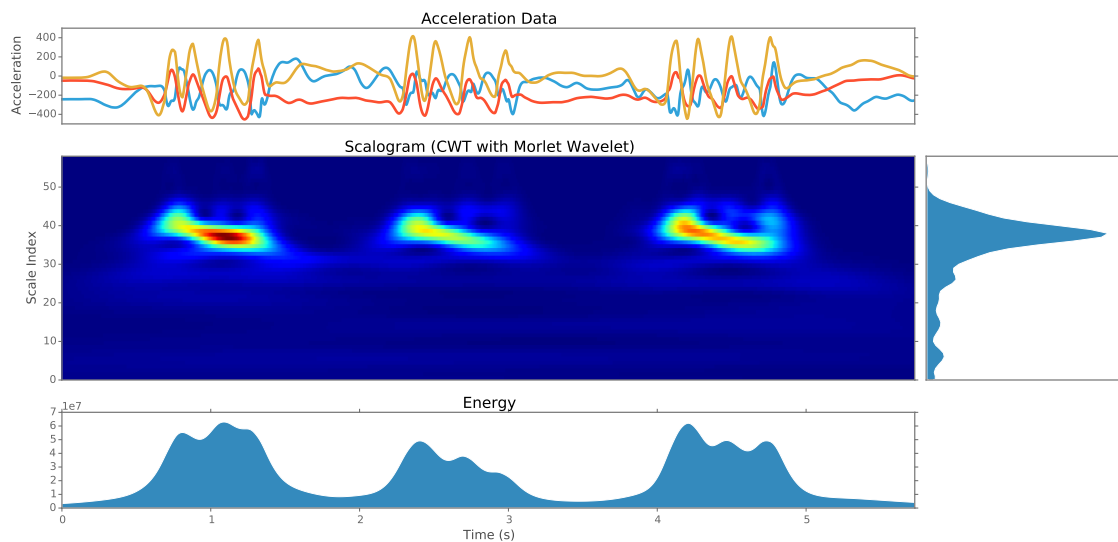 Acceleration Data
Acceleration
400
200
0
−200
−400
Scalogram (CWT with Morlet Wavelet)
Scale Index
50
40
30
20
10
0
Energy
1e7
7
6
5
4
3
2
1
0
0 1 2 3 4 5
Time (s)